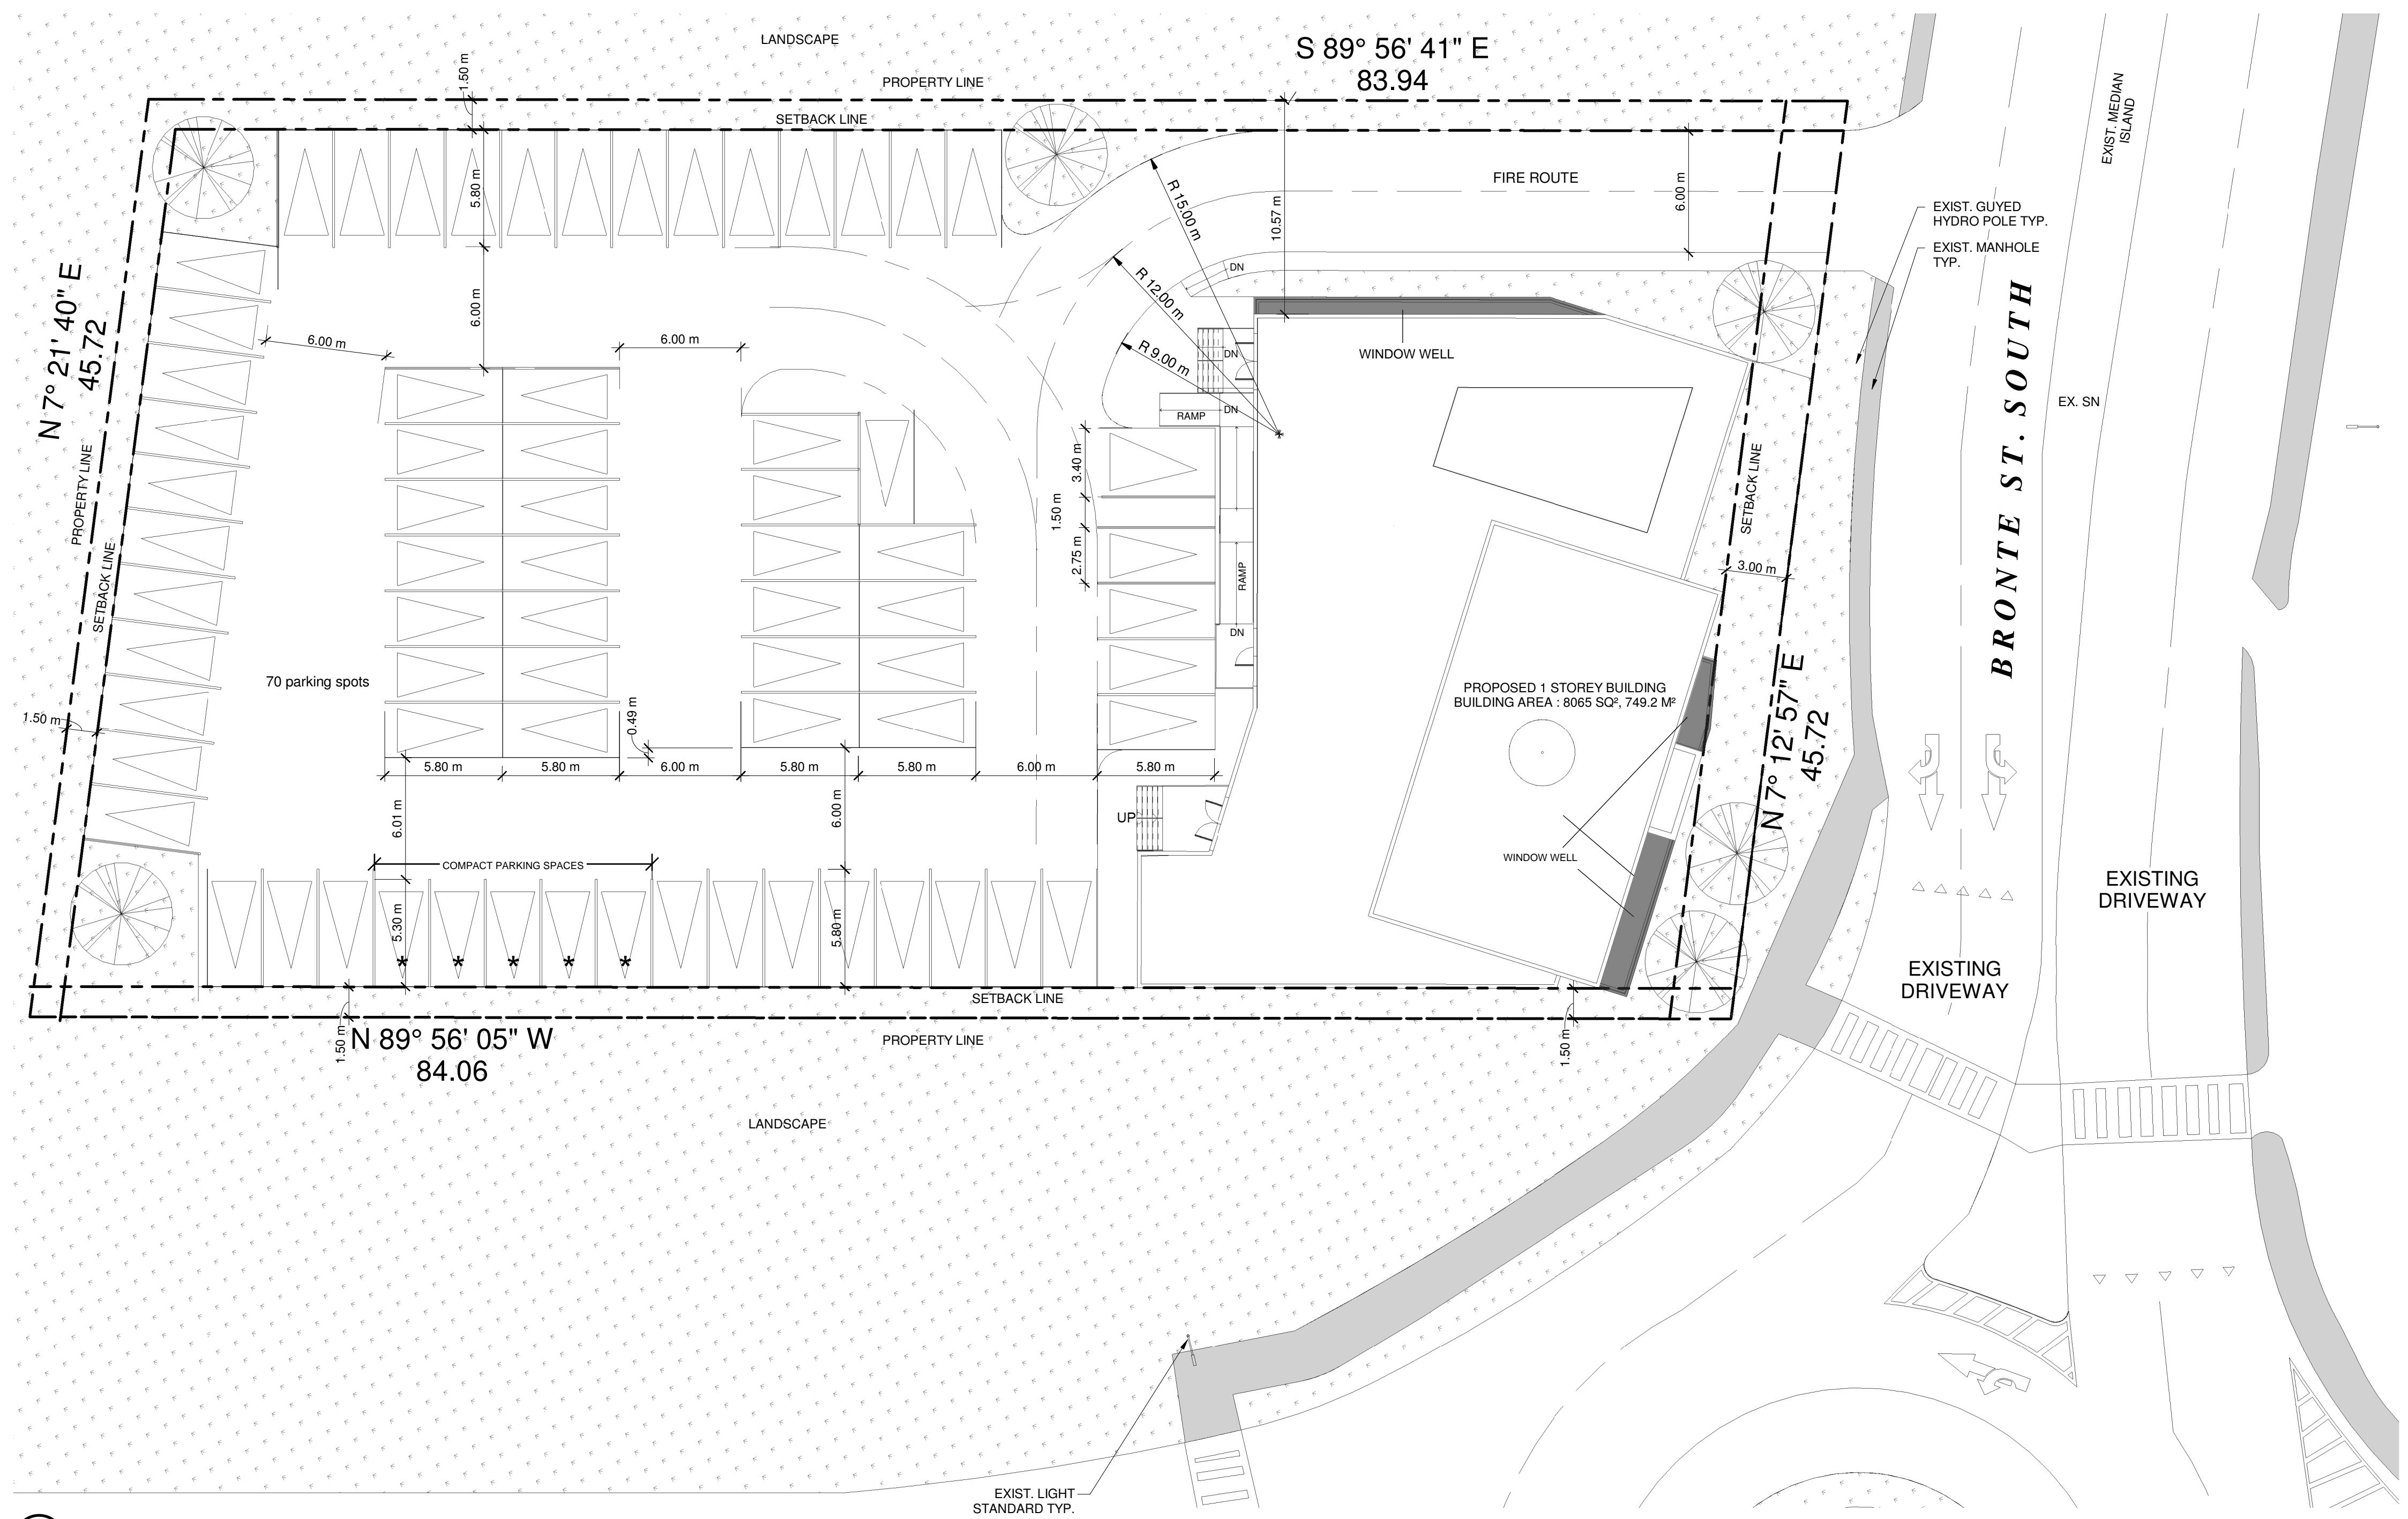 LANDSCAPE
S 89° 56' 41" E
83.94
1.50 m
PROPERTY LINE
SETBACK LINE
EXIST. MEDIAN
ISLAND
FIRE ROUTE
5.80 m
R 15.00 m
10.57 m
6.00 m
EXIST. GUYED
HYDRO POLE TYP.
EXIST. MANHOLE
TYP.
DN
N 7° 21' 40" E
45.72
6.00 m
R 12.00 m
6.00 m
6.00 m
R 9.00 m
DN
WINDOW WELL
BRONTE ST. SOUTH
EX. SN
DN
RAMP
3.40 m
PROPERTY LINE
SETBACK LINE
1.50 m
2.75 m
RAMP
3.00 m
SETBACK LINE
DN
70 parking spots
PROPOSED 1 STOREY BUILDING
BUILDING AREA : 8065 SQ², 749.2 M²
N 7° 12' 57" E
45.72
1.50 m
0.49 m
5.80 m
5.80 m
6.00 m
5.80 m
5.80 m
6.00 m
5.80 m
6.01 m
6.00 m
UP
COMPACT PARKING SPACES
WINDOW WELL
EXISTING
DRIVEWAY
5.30 m
5.80 m
* * * * *
EXISTING
DRIVEWAY
SETBACK LINE
1.50 m
N 89° 56' 05" W
84.06
PROPERTY LINE
1.50 m
LANDSCAPE
EXIST. LIGHT
STANDARD TYP.